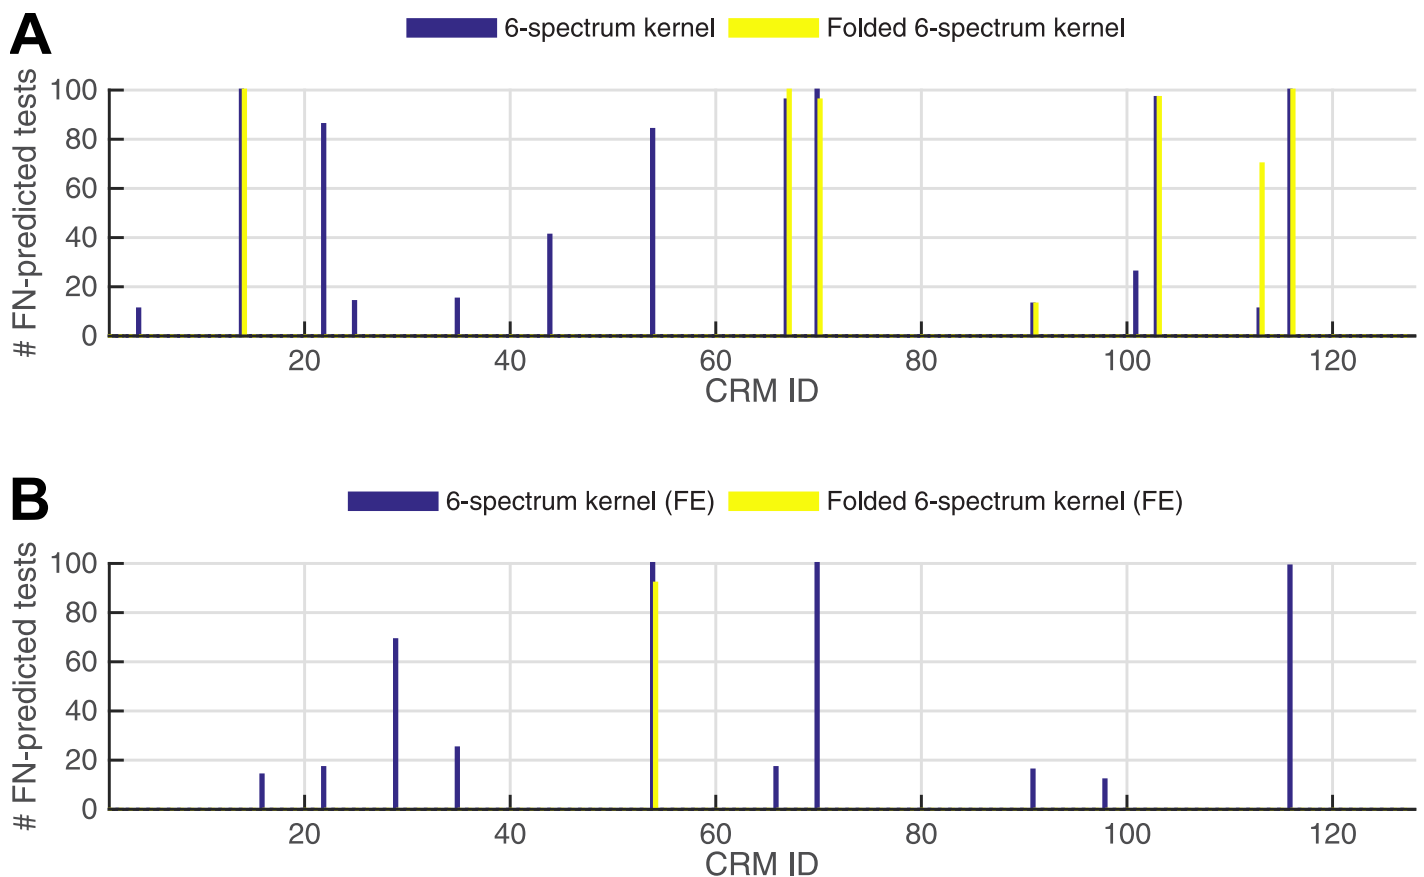 A
6-spectrum kernel Folded 6-spectrum kernel
# FN-predicted tests
100
80
60
40
20
0
20 40 60 80 100 120
CRM ID
B
6-spectrum kernel (FE) Folded 6-spectrum kernel (FE)
# FN-predicted tests
100
80
60
40
20
0
20 40 60 80 100 120
CRM ID